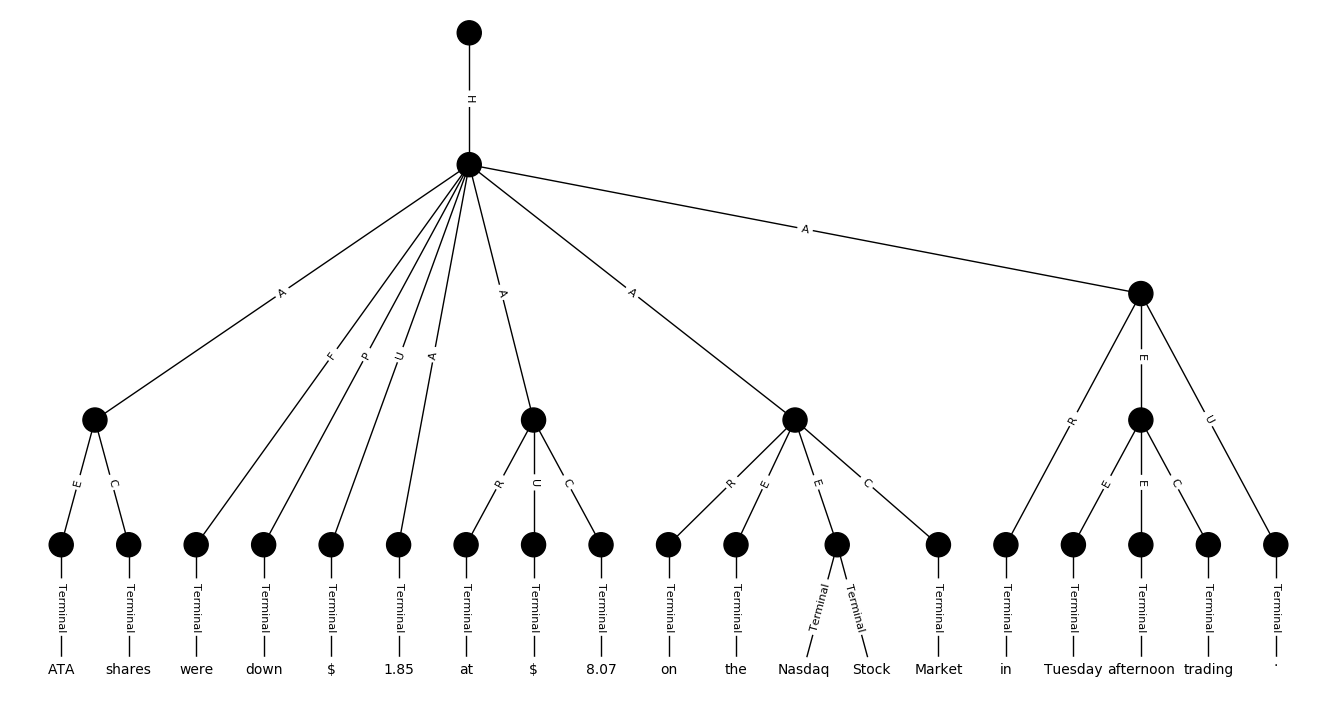 H
A
A
F P U A A A
R E U
E C R U C R E E C E E C
Terminal Terminal Terminal Terminal Terminal Terminal Terminal Terminal Terminal Terminal Terminal Terminal Terminal Terminal Terminal Terminal Terminal Terminal Terminal
ATA shares were down $ 1.85 at $ 8.07 on the Nasdaq Stock Market in Tuesday afternoon trading .